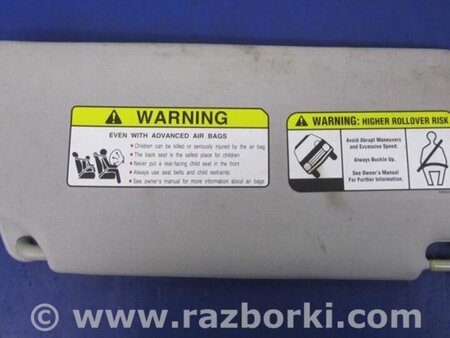 WARNING
EVEN WITH ADVANCED AIR BAGS
• Children can be killed or seriously injured by the air bag
• The back seat is the safest place for children
• Never put a rear-facing child seat in the front
• Always use seat belts and child restraints
• See owner's manual for more information about air bags
WARNING: HIGHER ROLLOVER RISK
Avoid Abrupt Maneuvers
and Excessive Speed.
Always Buckle Up.
See Owner's Manual
For Further Information.
© www.razborki.com